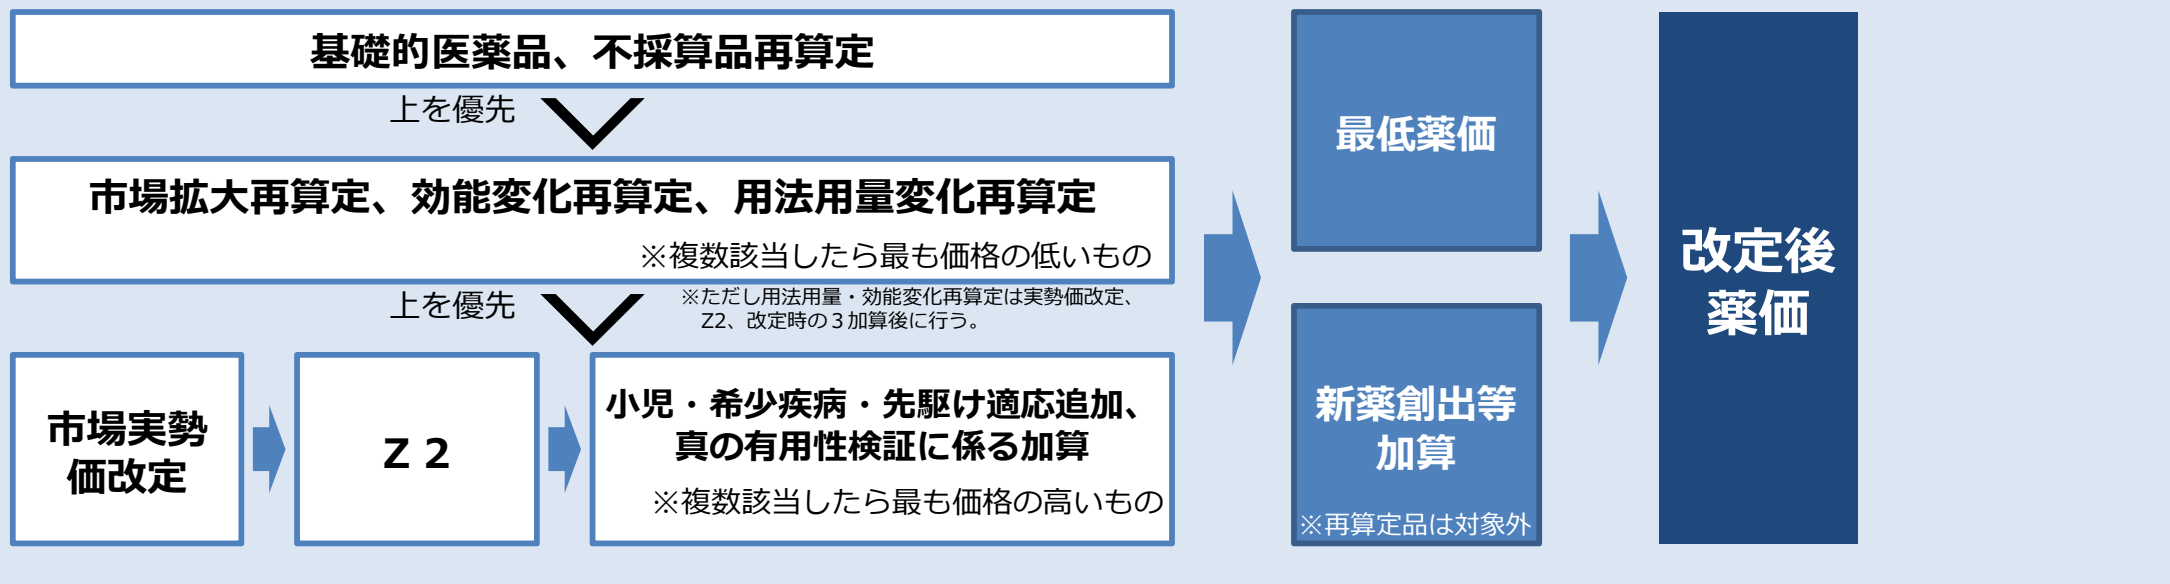 基礎的医薬品、不採算品再算定
上を優先
市場拡大再算定、効能変化再算定、用法用量変化再算定
※複数該当したら最も価格の低いもの
上を優先
※ただし用法用量・効能変化再算定は実勢価改定、
Z2、改定時の３加算後に行う。
市場実勢
価改定
Z 2
小児・希少疾病・先駆け適応追加、
真の有用性検証に係る加算
※複数該当したら最も価格の高いもの
最低薬価
新薬創出等
加算
※再算定品は対象外
改定後
薬価